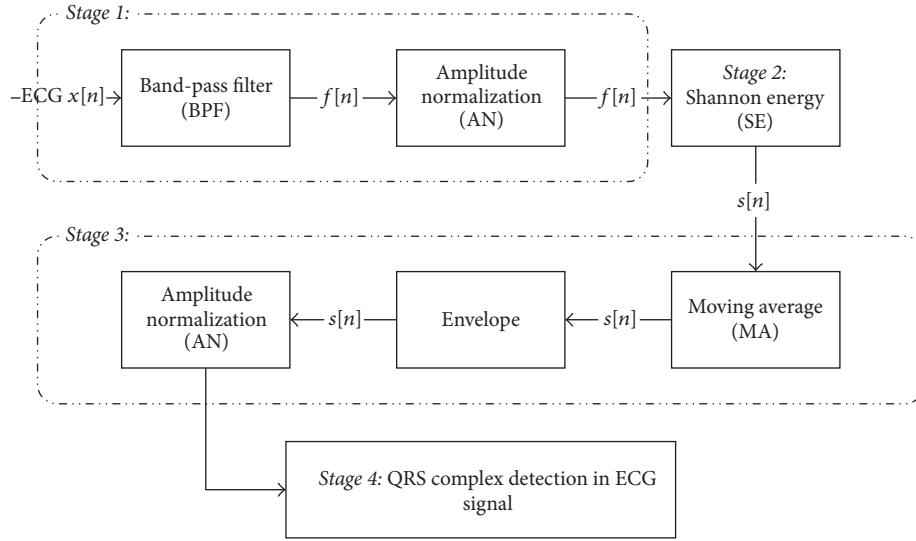 Stage 1:
–ECG x[n]
Band-pass filter
(BPF)
f[n]
Amplitude
normalization
(AN)
f[n]
Stage 2:
Shannon energy
(SE)
s[n]
Stage 3:
Amplitude
normalization
(AN)
s[n]
Envelope
s[n]
Moving average
(MA)
Stage 4: QRS complex detection in ECG
signal